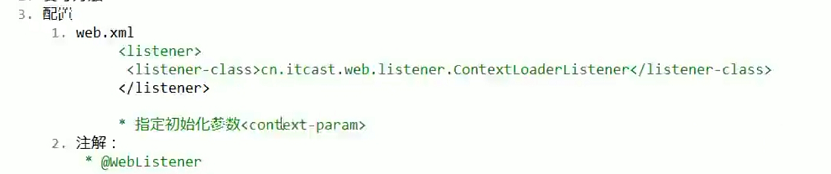 3. 配置
1. web.xml
<listener>
<listener-class>cn.itcast.web.listener.ContextLoaderListener</listener-class>
</listener>
* 指定初始化参数<context-param>
2. 注解：
* @WebListener